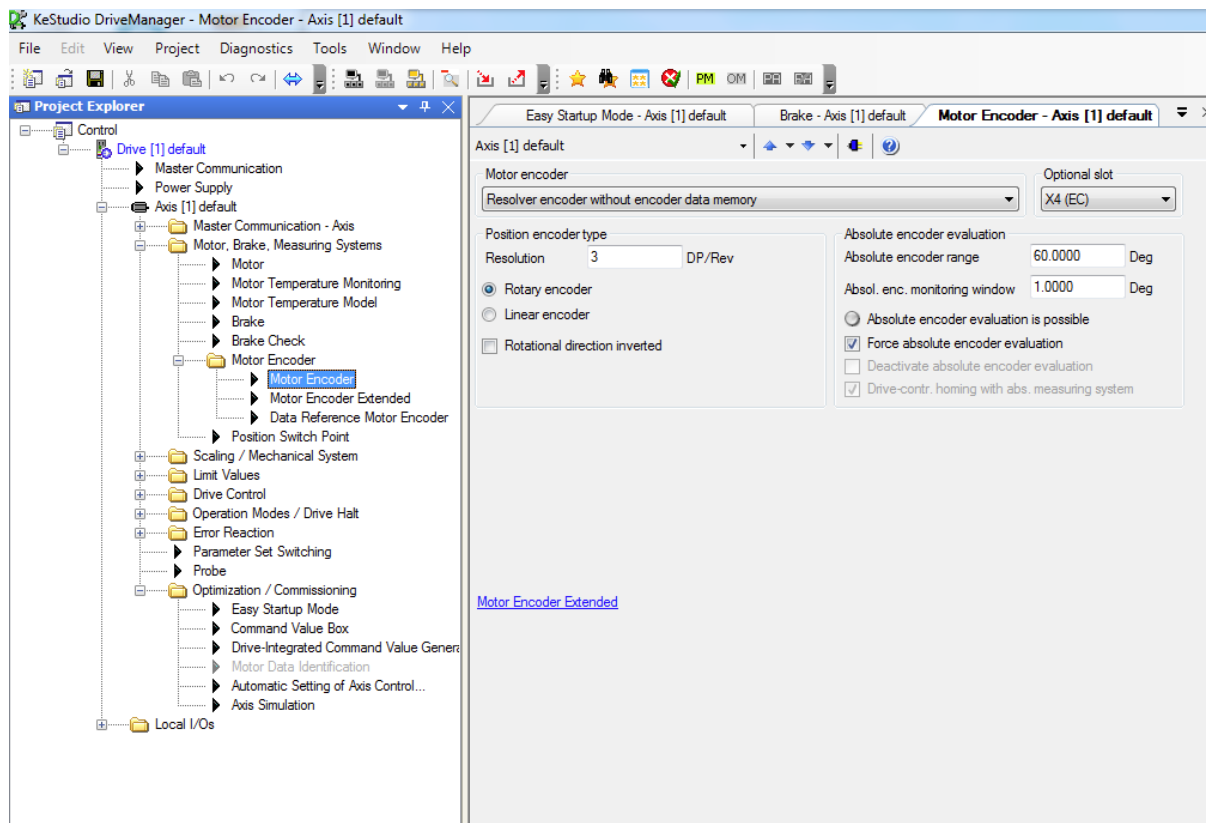 KeStudio DriveManager - Motor Encoder - Axis [1] default
File Edit View Project Diagnostics Tools Window Help
PM OM
Project Explorer
Control
Drive [1] default
Master Communication
Power Supply
Axis [1] default
Master Communication - Axis
Motor, Brake, Measuring Systems
Motor
Motor Temperature Monitoring
Motor Temperature Model
Brake
Brake Check
Motor Encoder
Motor Encoder
Motor Encoder Extended
Data Reference Motor Encoder
Position Switch Point
Scaling / Mechanical System
Limit Values
Drive Control
Operation Modes / Drive Halt
Error Reaction
Parameter Set Switching
Probe
Optimization / Commissioning
Easy Startup Mode
Command Value Box
Drive-Integrated Command Value Genera
Motor Data Identification
Automatic Setting of Axis Control...
Axis Simulation
Local I/Os
Easy Startup Mode - Axis [1] default Brake - Axis [1] default Motor Encoder - Axis [1] default
Axis [1] default
Motor encoder Optional slot
Resolver encoder without encoder data memory X4 (EC)
Position encoder type
Resolution 3 DP/Rev
Rotary encoder
Linear encoder
Rotational direction inverted
Absolute encoder evaluation
Absolute encoder range 60.0000 Deg
Absol. enc. monitoring window 1.0000 Deg
Absolute encoder evaluation is possible
Force absolute encoder evaluation
Deactivate absolute encoder evaluation
Drive-contr. homing with abs. measuring system
Motor Encoder Extended